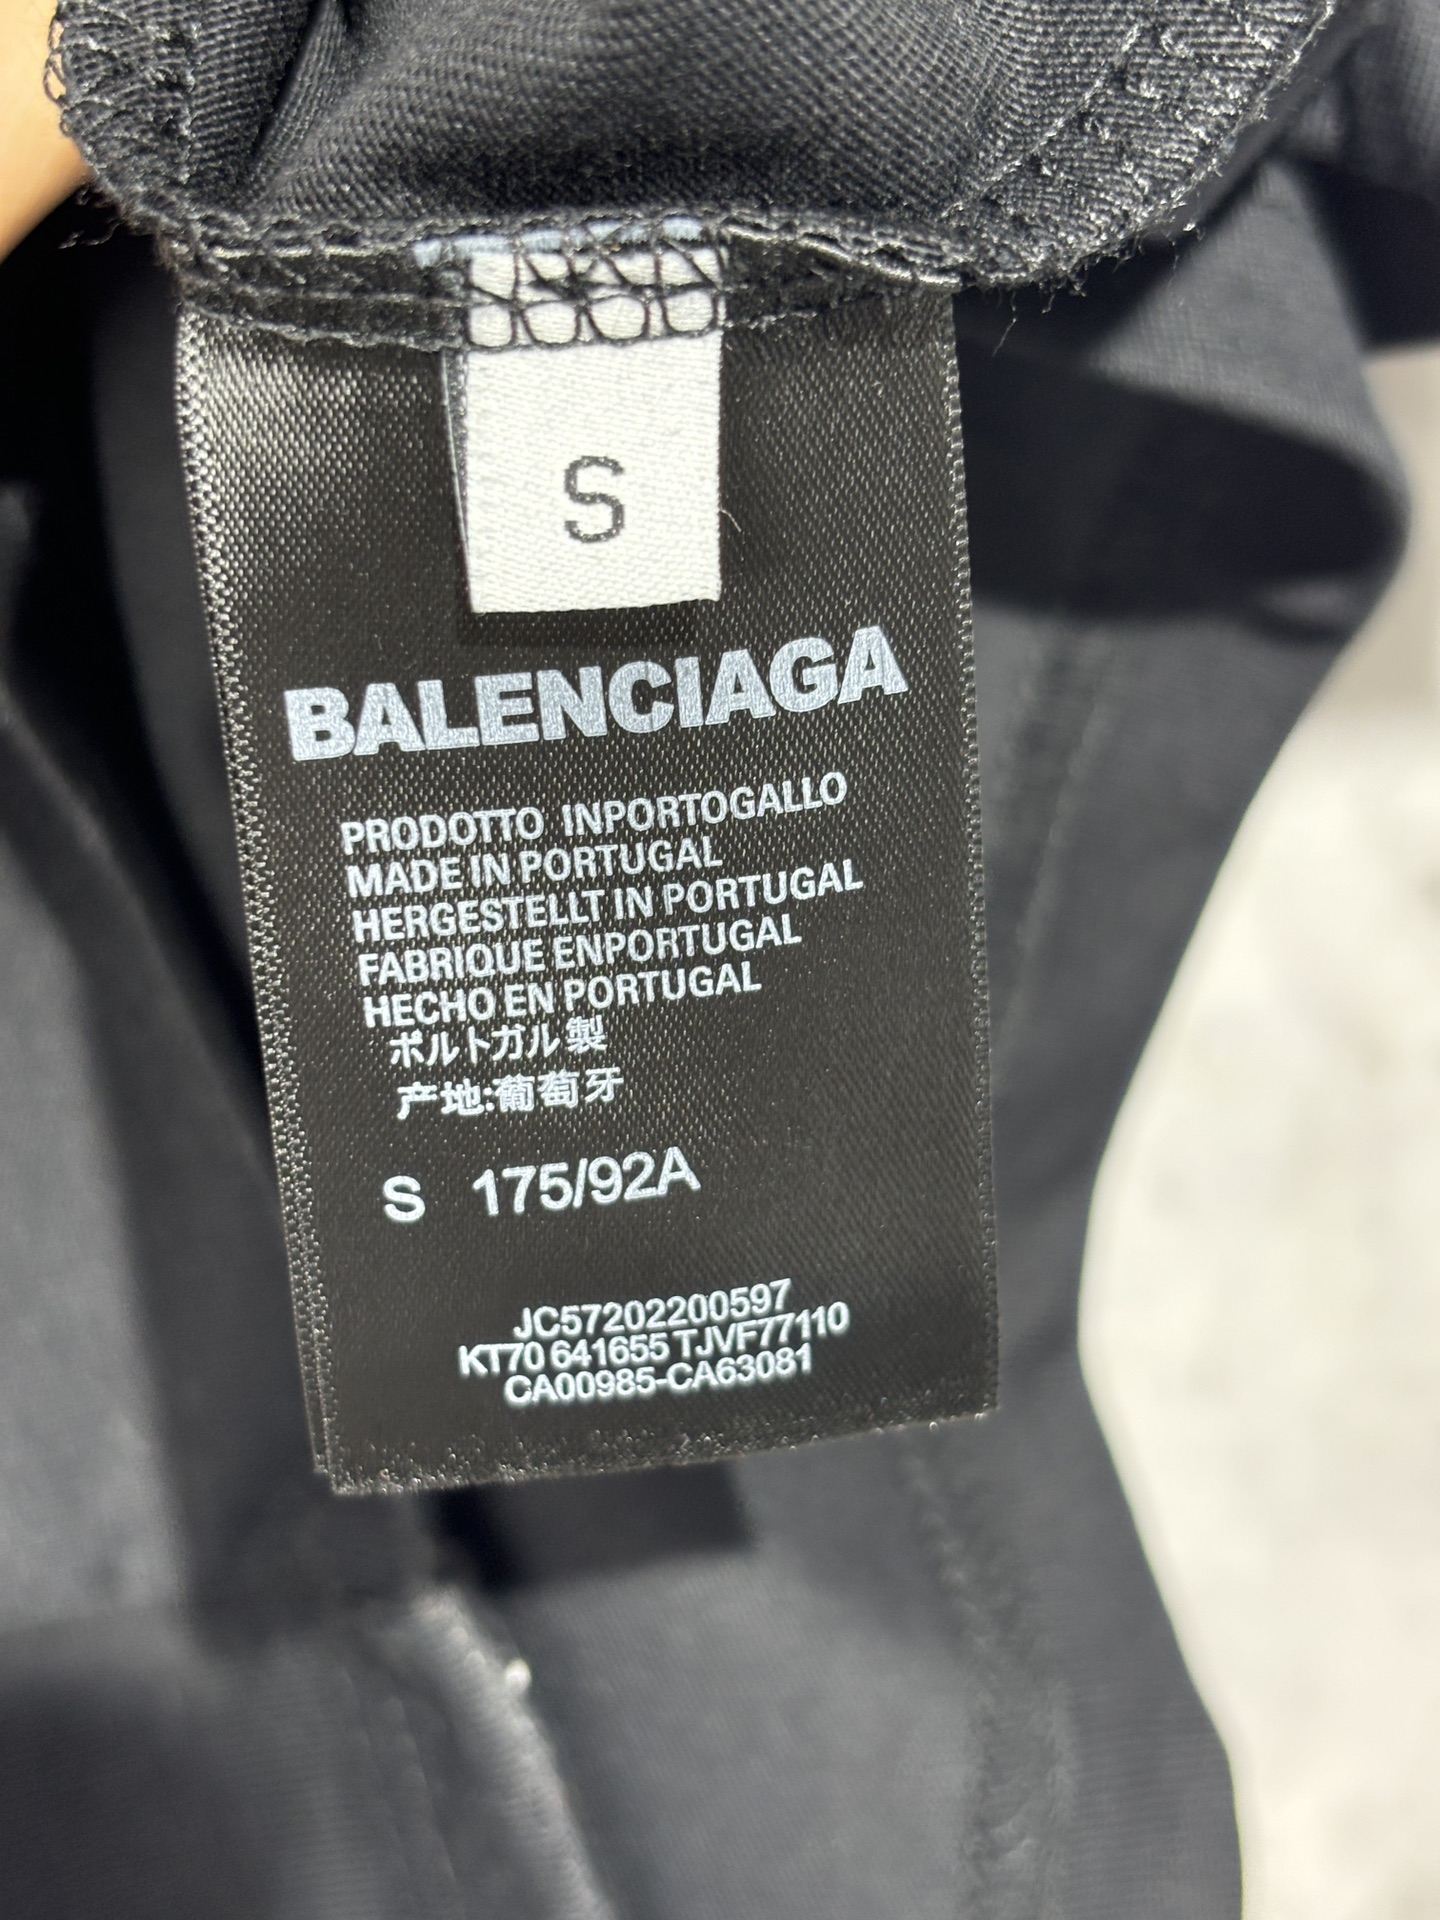 S
BALENCIAGA
PRODOTTO INPORTOGALLO
MADE IN PORTUGAL
HERGESTELLT IN PORTUGAL
FABRIQUE ENPORTUGAL
HECHO EN PORTUGAL
ポルトガル製
产地:葡萄牙
S 175/92A
JC57202200597
KT70 641655 TJVF77110
CA00985-CA63081